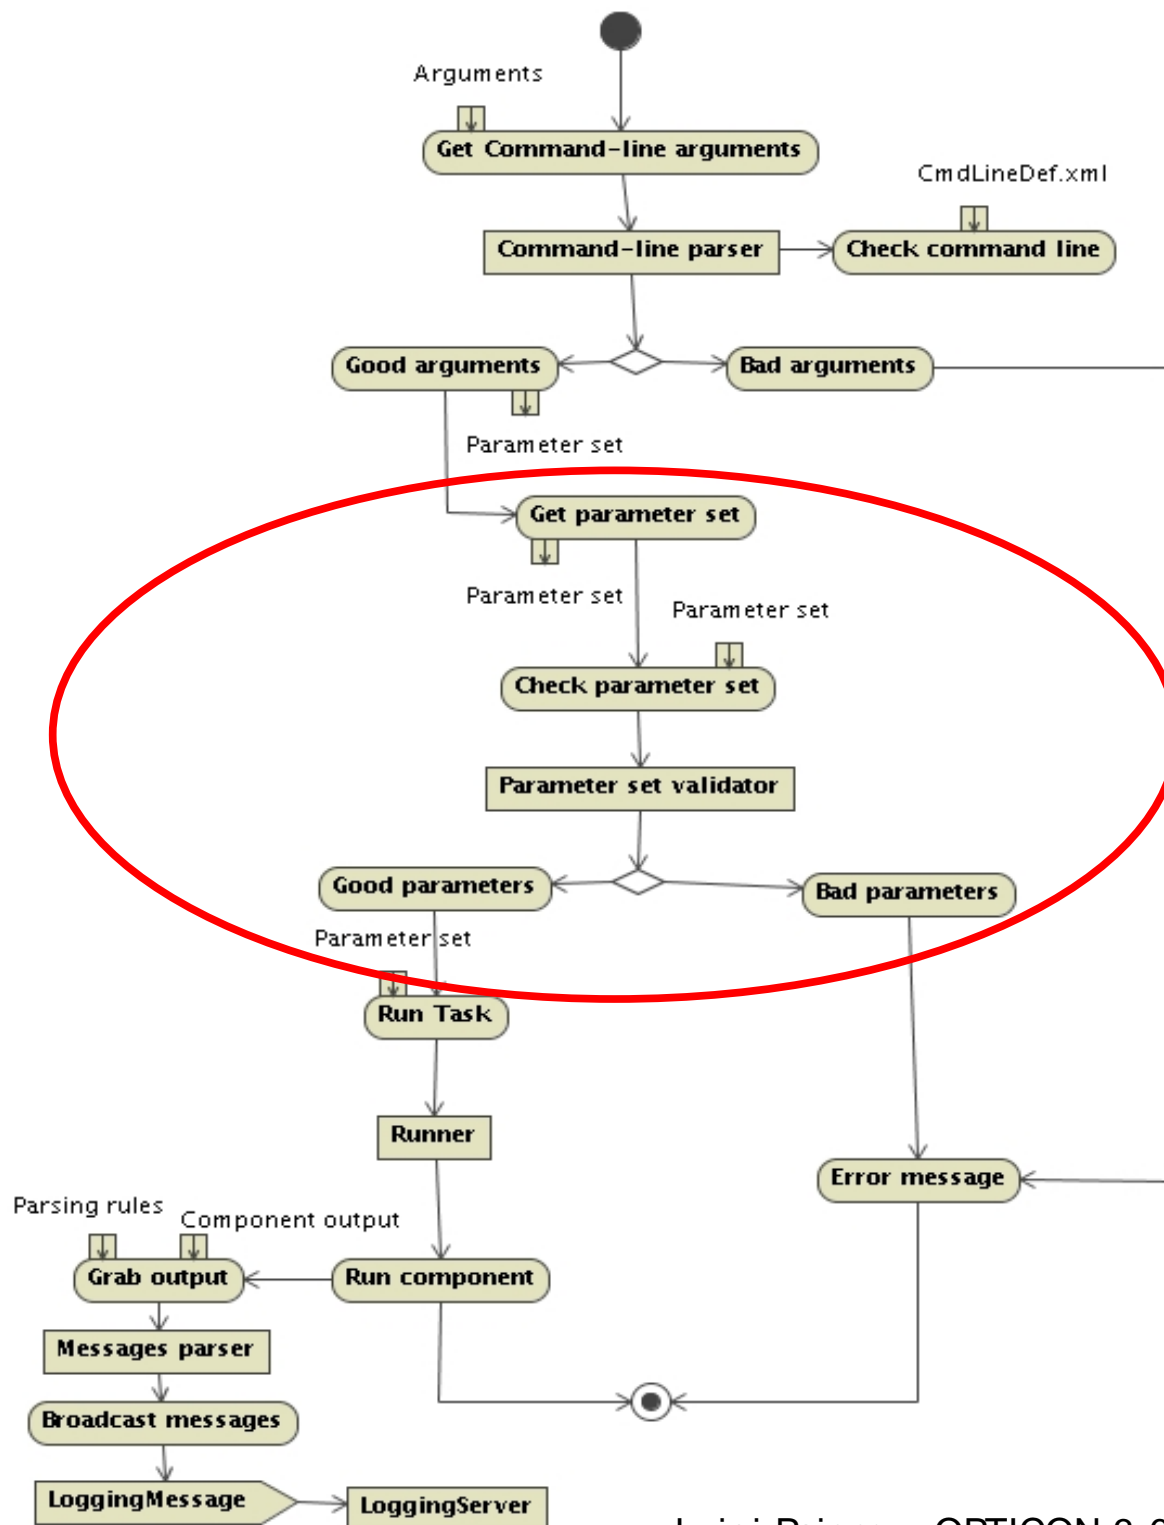 Arguments
Get Command-line arguments
CmdLineDef.xml
Command-line parser
Check command line
Good arguments
Bad arguments
Parameter set
Get parameter set
Parameter set
Parameter set
Check parameter set
Parameter set validator
Good parameters
Bad parameters
Parameter set
Run Task
Runner
Error message
Parsing rules
Component output
Grab output
Run component
Messages parser
Broadcast messages
LoggingMessage
LoggingServer
OPTICON